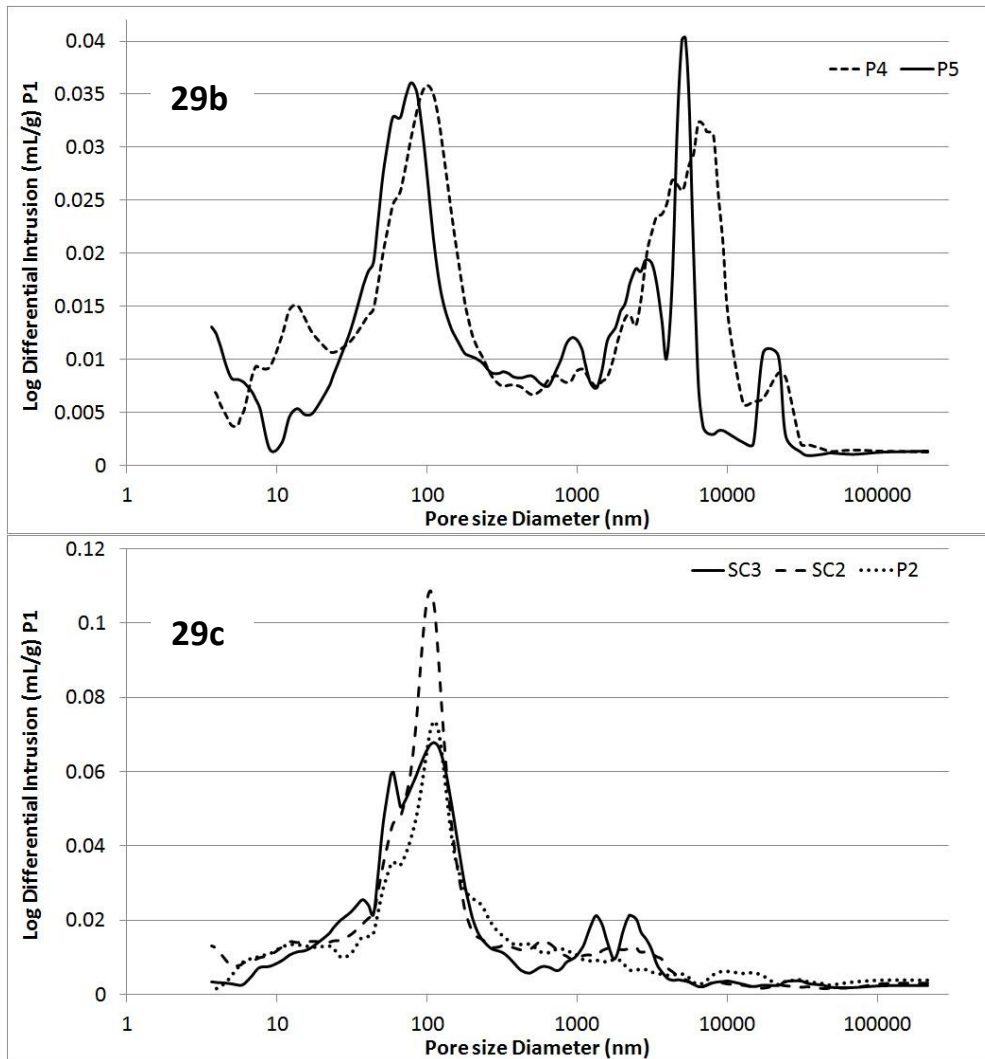 0.04
0.035
0.03
0.025
0.02
0.015
0.01
0.005
0
Log Differential Intrusion (mL/g) P1
29b
P4 P5
1 10 100 1000 10000 100000
Pore size Diameter (nm)
0.12
0.1
0.08
0.06
0.04
0.02
0
Log Differential Intrusion (mL/g) P1
29c
SC3 SC2 P2
1 10 100 1000 10000 100000
Pore size Diameter (nm)